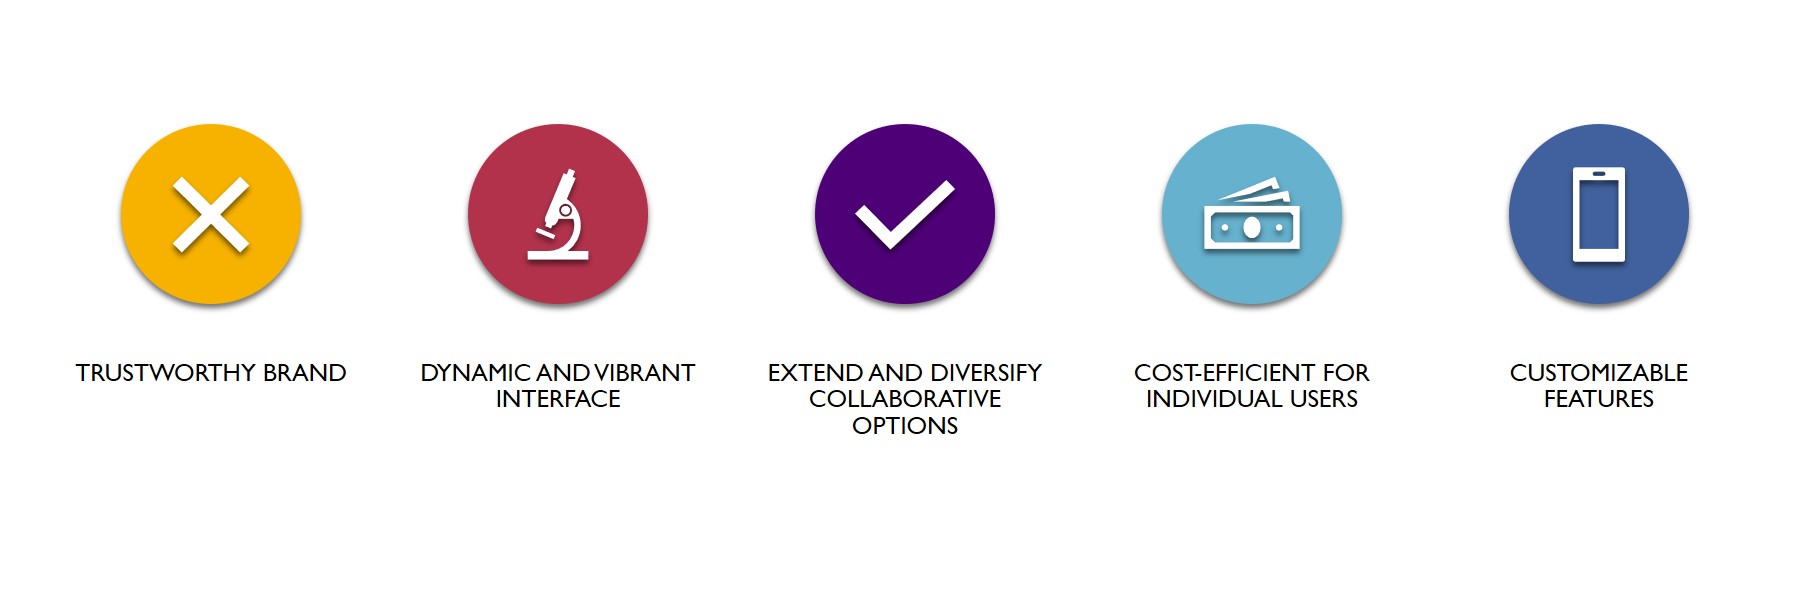 TRUSTWORTHY BRAND
DYNAMIC AND VIBRANT
INTERFACE
EXTEND AND DIVERSIFY
COLLABORATIVE
OPTIONS
COST-EFFICIENT FOR
INDIVIDUAL USERS
CUSTOMIZABLE
FEATURES